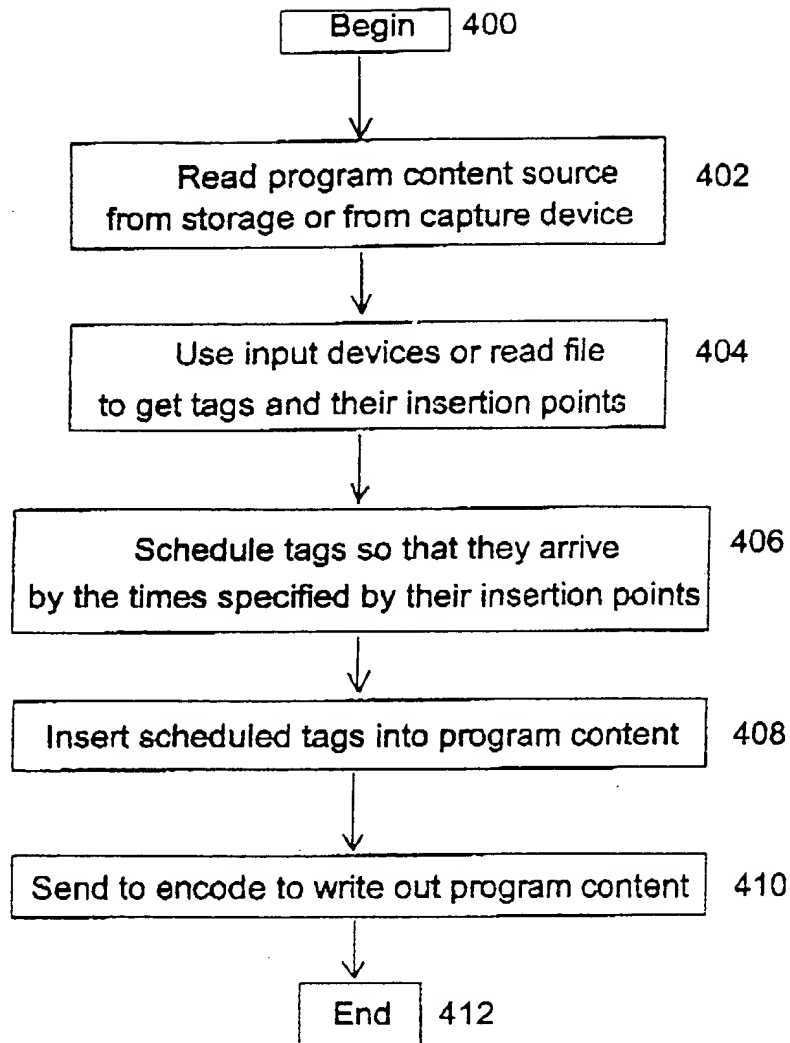 Begin 400
Read program content source 402
from storage or from capture device
Use input devices or read file 404
to get tags and their insertion points
Schedule tags so that they arrive 406
by the times specified by their insertion points
Insert scheduled tags into program content 408
Send to encode to write out program content 410
End 412